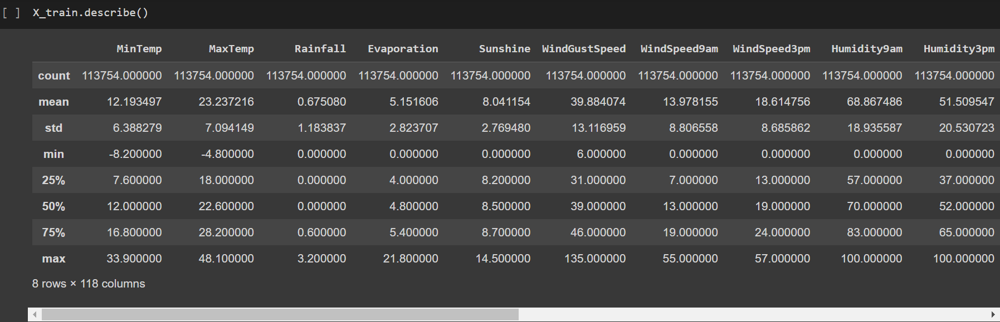 [ ] X_train.describe()
MinTemp MaxTemp Rainfall Evaporation Sunshine WindGustSpeed WindSpeed9am WindSpeed3pm Humidity9am Humidity3pm
count 113754.000000 113754.000000 113754.000000 113754.000000 113754.000000 113754.000000 113754.000000 113754.000000 113754.000000 113754.000000
mean 12.193497 23.237216 0.675080 5.151606 8.041154 39.884074 13.978155 18.614756 68.867486 51.509547
std 6.388279 7.094149 1.183837 2.823707 2.769480 13.116959 8.806558 8.685862 18.935587 20.530723
min -8.200000 -4.800000 0.000000 0.000000 0.000000 6.000000 0.000000 0.000000 0.000000 0.000000
25% 7.600000 18.000000 0.000000 4.000000 8.200000 31.000000 7.000000 13.000000 57.000000 37.000000
50% 12.000000 22.600000 0.000000 4.800000 8.500000 39.000000 13.000000 19.000000 70.000000 52.000000
75% 16.800000 28.200000 0.600000 5.400000 8.700000 46.000000 19.000000 24.000000 83.000000 65.000000
max 33.900000 48.100000 3.200000 21.800000 14.500000 135.000000 55.000000 57.000000 100.000000 100.000000
8 rows × 118 columns